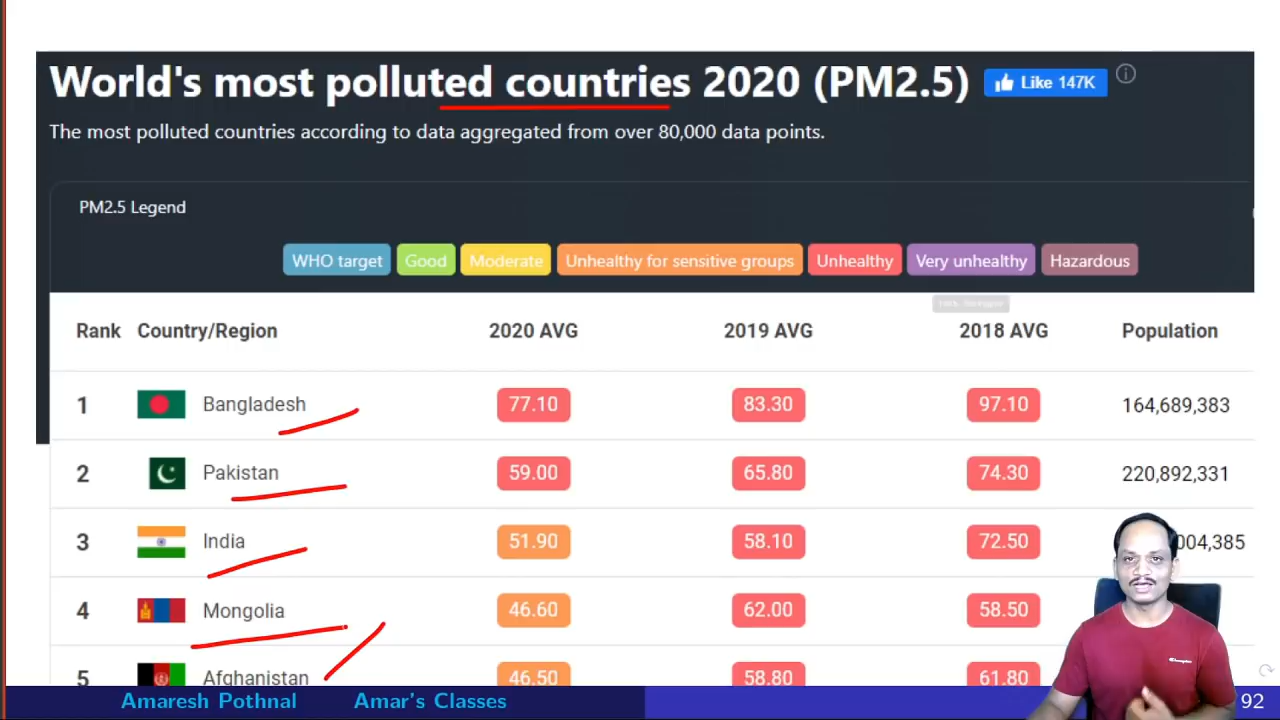 World's most polluted countries 2020 (PM2.5) Like 147K
The most polluted countries according to data aggregated from over 80,000 data points.
PM2.5 Legend
WHO target Good Moderate Unhealthy for sensitive groups Unhealthy Very unhealthy Hazardous
Rank Country/Region 2020 AVG 2019 AVG 2018 AVG Population
1 Bangladesh 77.10 83.30 97.10 164,689,383
2 Pakistan 59.00 65.80 74.30 220,892,331
3 India 51.90 58.10 72.50 004,385
4 Mongolia 46.60 62.00 58.50
5 Afghanistan 46.50 58.80 61.80
Champion
Amaresh Pothnal Amar's Classes 92